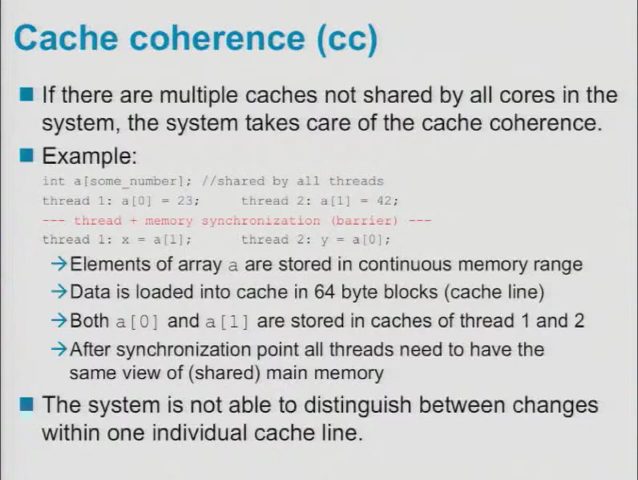 Cache coherence (cc)
If there are multiple caches not shared by all cores in the
system, the system takes care of the cache coherence.
Example:
int a[some_number]; //shared by all threads
thread 1: a[0] = 23; thread 2: a[1] = 42;
--- thread + memory synchronization (barrier) ---
thread 1: x = a[1]; thread 2: y = a[0];
→Elements of array a are stored in continuous memory range
→Data is loaded into cache in 64 byte blocks (cache line)
→Both a[0] and a[1] are stored in caches of thread 1 and 2
→After synchronization point all threads need to have the
same view of (shared) main memory
The system is not able to distinguish between changes
within one individual cache line.